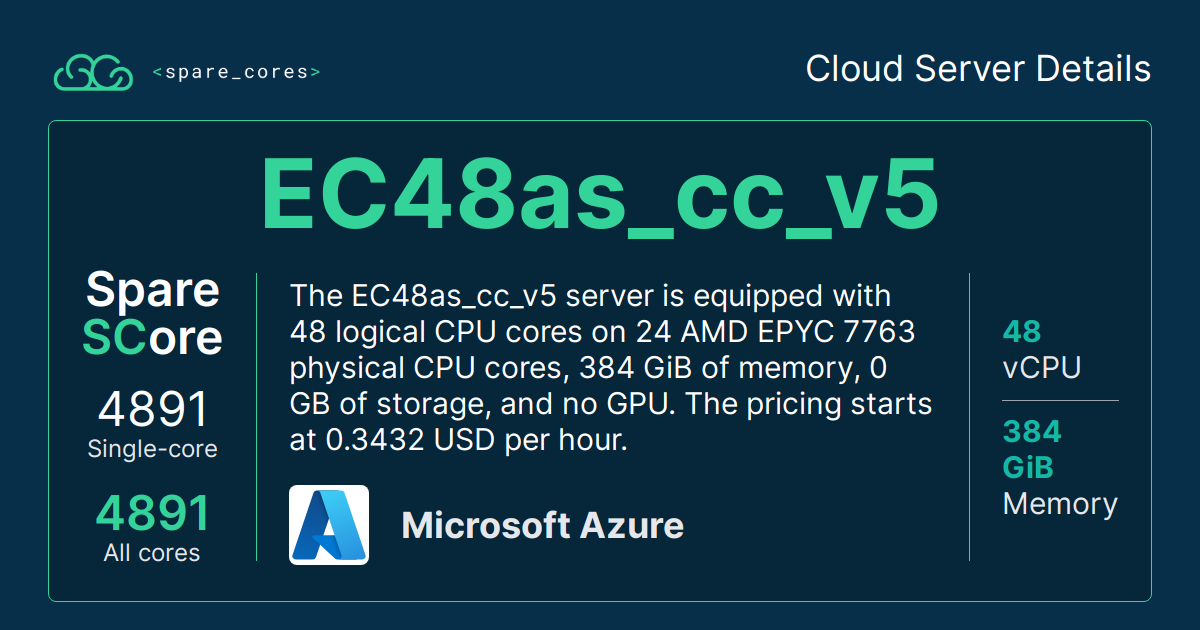 <spare_cores>
Cloud Server Details
EC48as_cc_v5
Spare
SCore
4891
Single-core
4891
All cores
The EC48as_cc_v5 server is equipped with
48 logical CPU cores on 24 AMD EPYC 7763
physical CPU cores, 384 GiB of memory, 0
GB of storage, and no GPU. The pricing starts
at 0.3432 USD per hour.
Microsoft Azure
48
vCPU
384
GiB
Memory